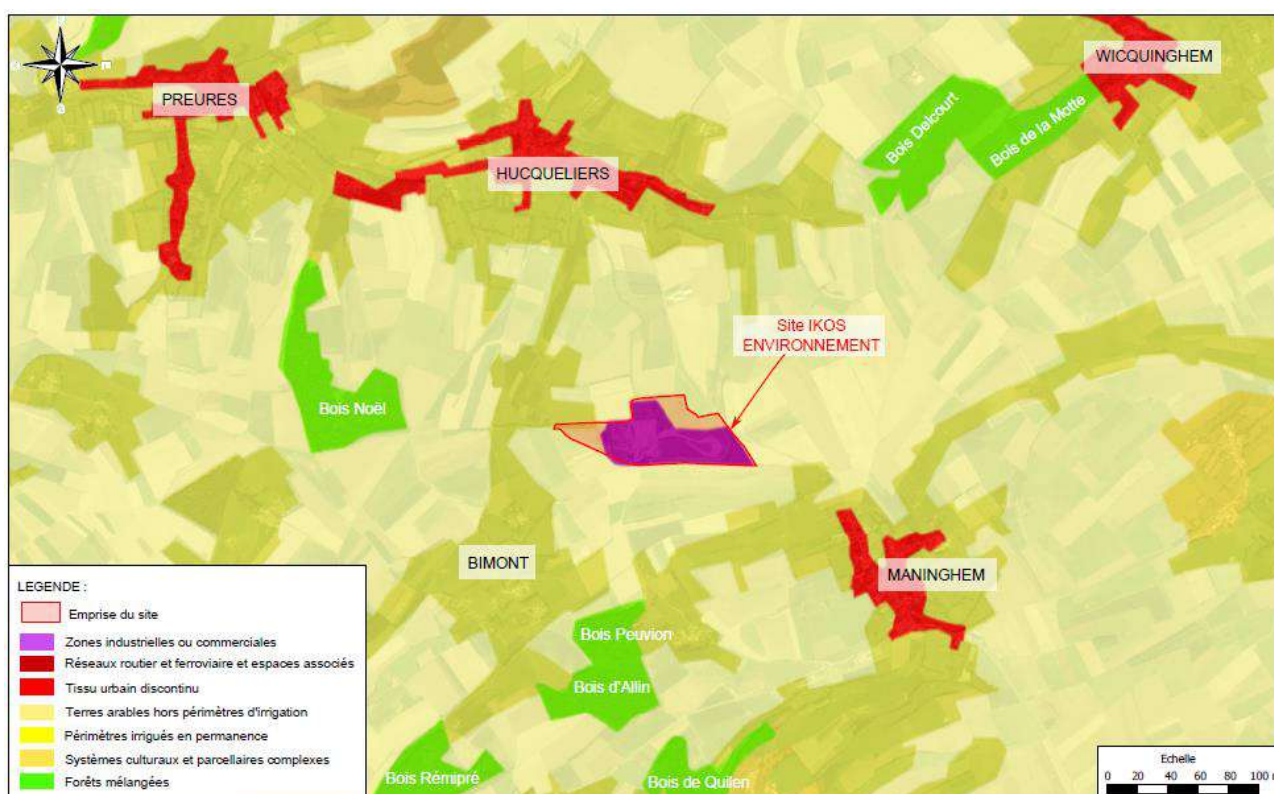 WICQUINGHEM
PREURES
Bois Delcourt
Bois de la Motte
HUCQUELIERS
Site IKOS
ENVIRONNEMENT
Bois Noël
BIMONT
MANINGHEM
Bois Peuvion
Bois d'Allin
Bois Rémipré
Bois de Quilen
LEGENDE :
Emprise du site
Zones industrielles ou commerciales
Réseaux routier et ferroviaire et espaces associés
Tissu urbain discontinu
Terres arables hors périmètres d'irrigation
Périmètres irrigués en permanence
Systèmes culturaux et parcellaires complexes
Forêts mélangées
Echelle
0 20 40 60 80 100 m